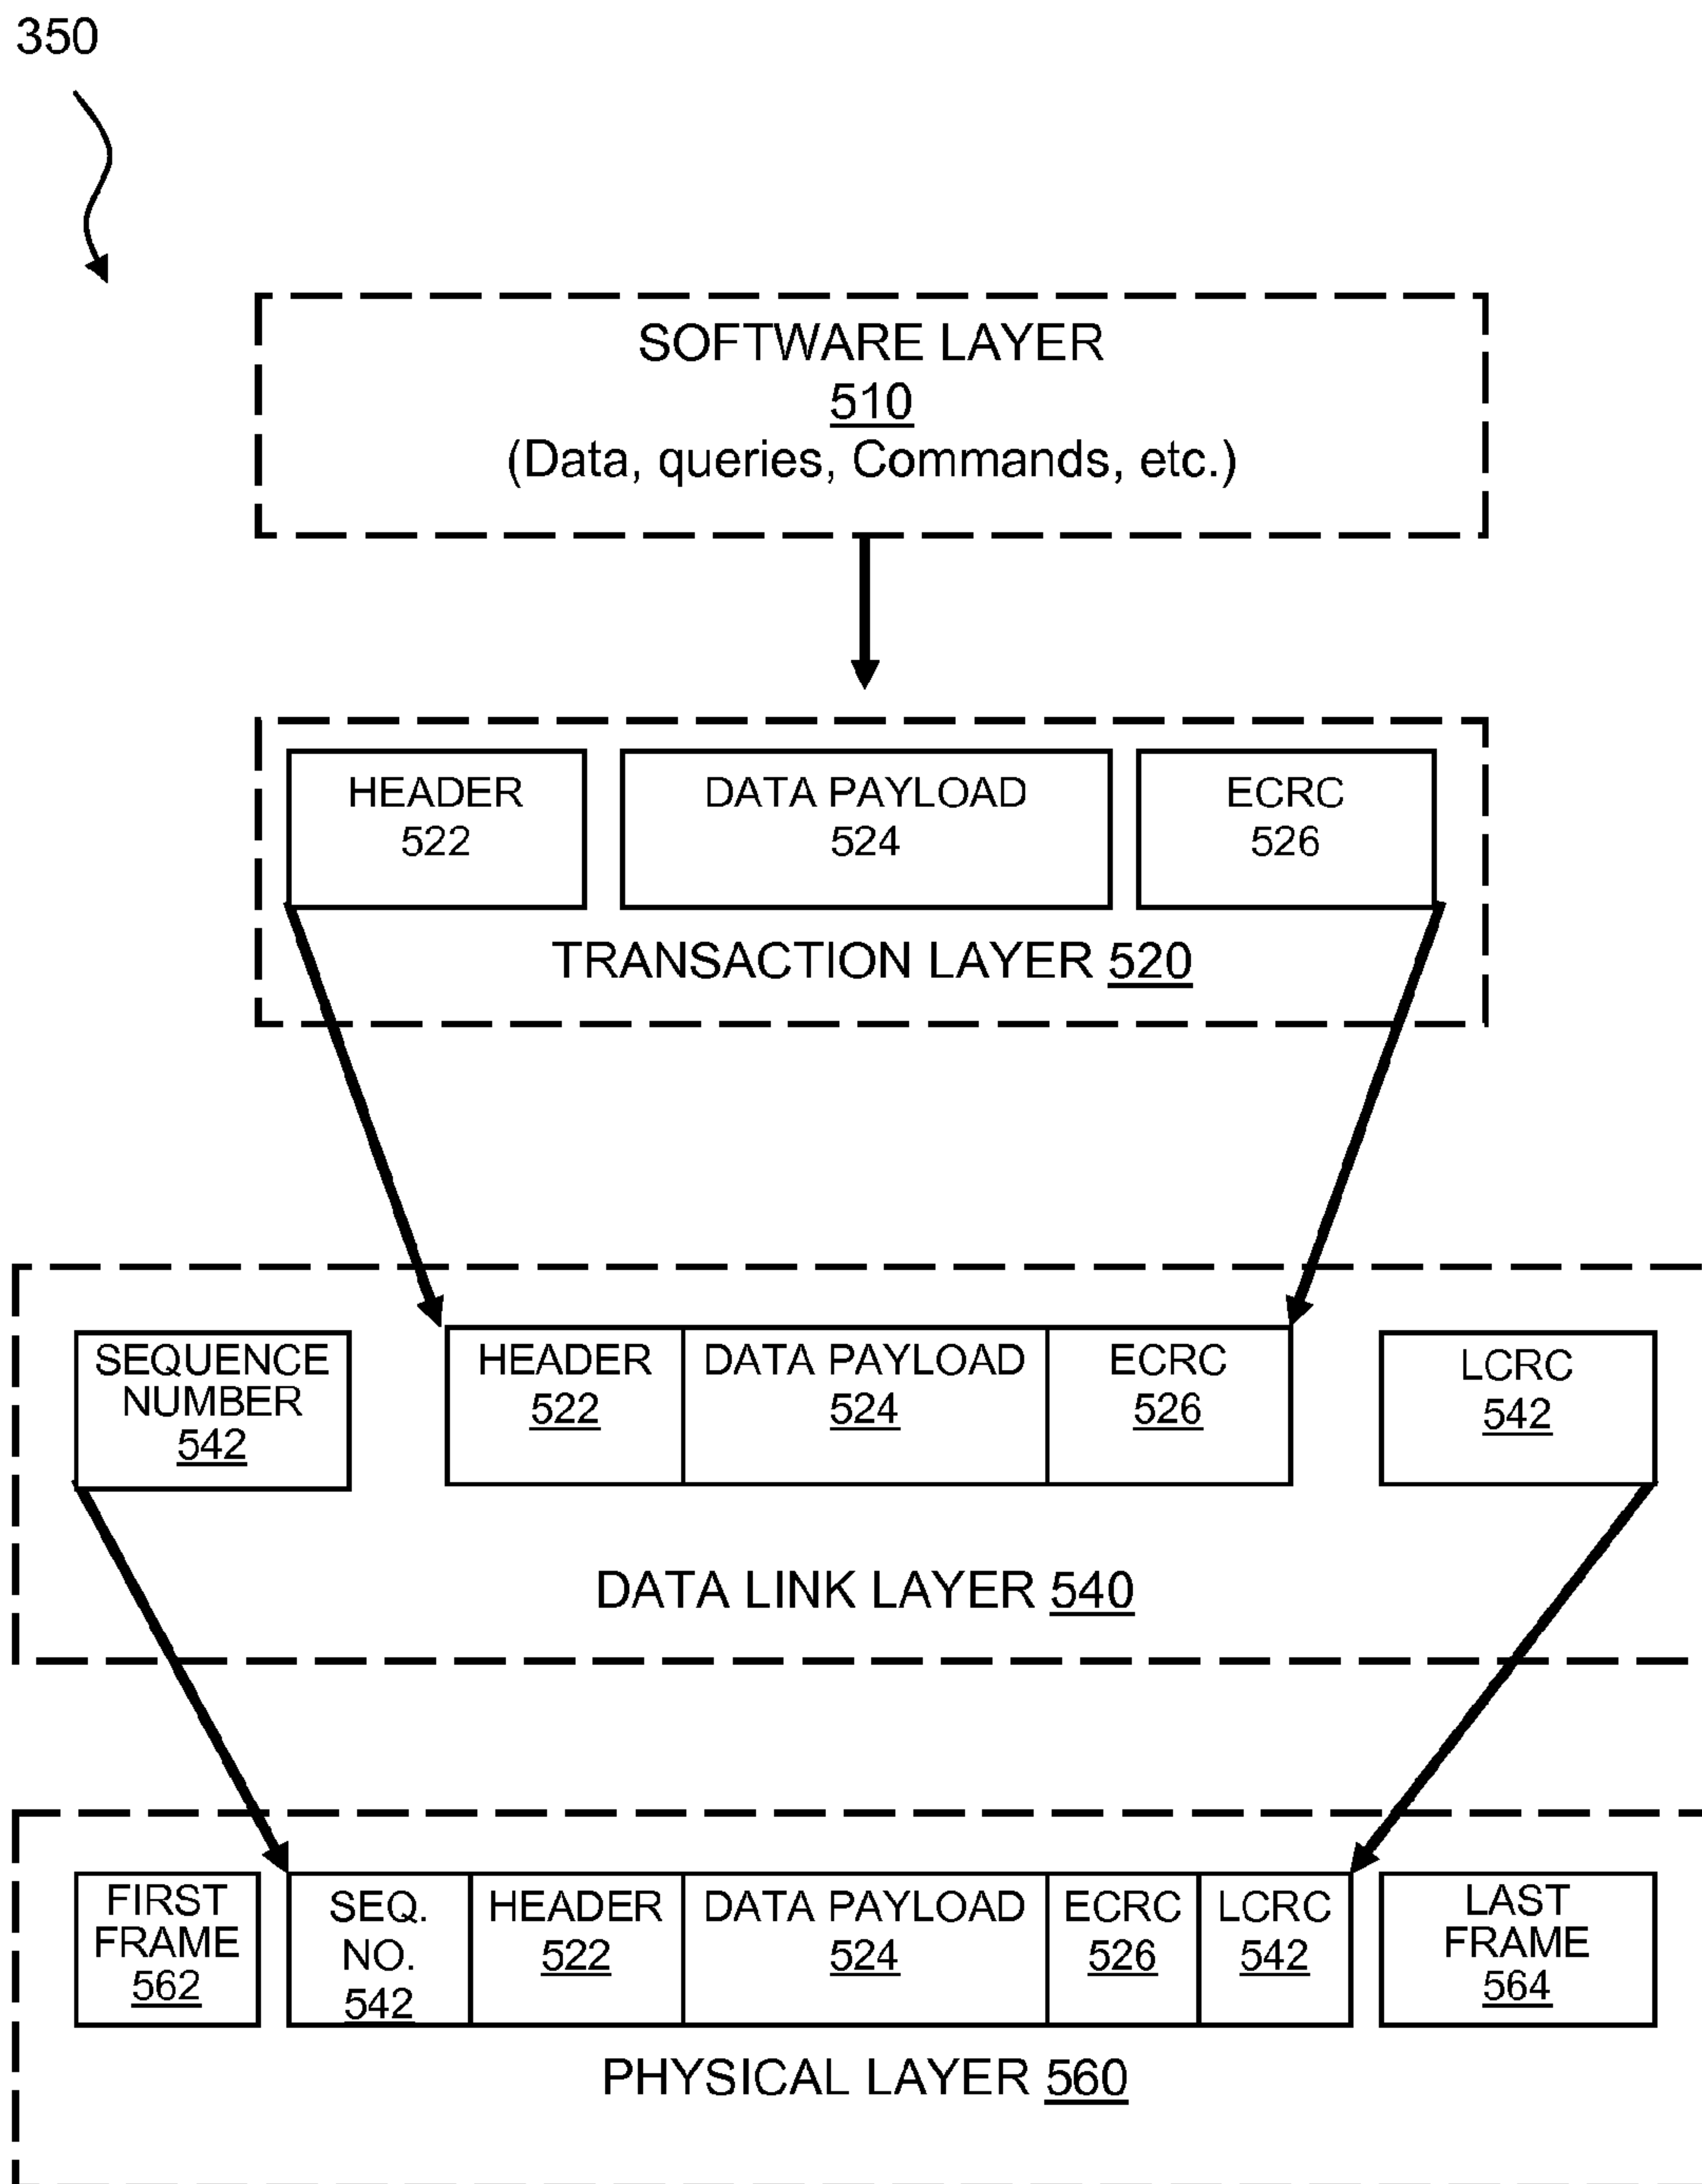 350
SOFTWARE LAYER
510
(Data, queries, Commands, etc.)
HEADER
522
DATA PAYLOAD
524
ECRC
526
TRANSACTION LAYER 520
SEQUENCE
NUMBER
542
HEADER
522
DATA PAYLOAD
524
ECRC
526
LCRC
542
DATA LINK LAYER 540
FIRST
FRAME
562
SEQ.
NO.
542
HEADER
522
DATA PAYLOAD
524
ECRC
526
LCRC
542
LAST
FRAME
564
PHYSICAL LAYER 560